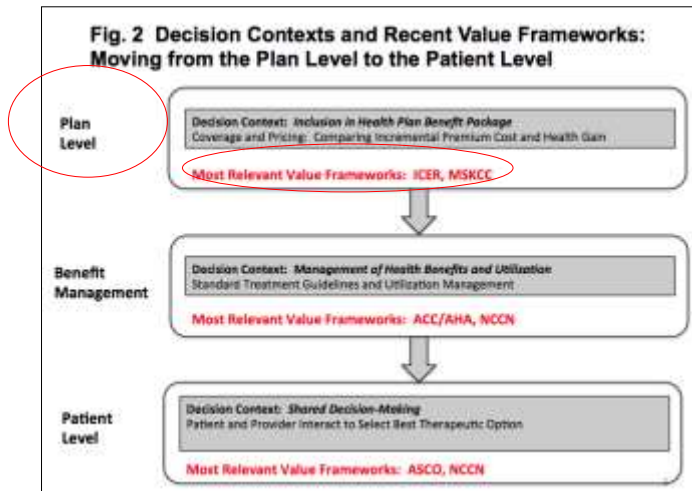 Fig. 2 Decision Contexts and Recent Value Frameworks:
Moving from the Plan Level to the Patient Level
Plan
Level
Decision Context: Inclusion in Health Plan Benefit Package
Coverage and Pricing: Comparing Incremental Premium Cost and Health Gain
Most Relevant Value Frameworks: ICER, MSKCC
Benefit
Management
Decision Context: Management of Health Benefits and Utilization
Standard Treatment Guidelines and Utilization Management
Most Relevant Value Frameworks: ACC/AHA, NCCN
Patient
Level
Decision Context: Shared Decision-Making
Patient and Provider Interact to Select Best Therapeutic Option
Most Relevant Value Frameworks: ASCO, NCCN